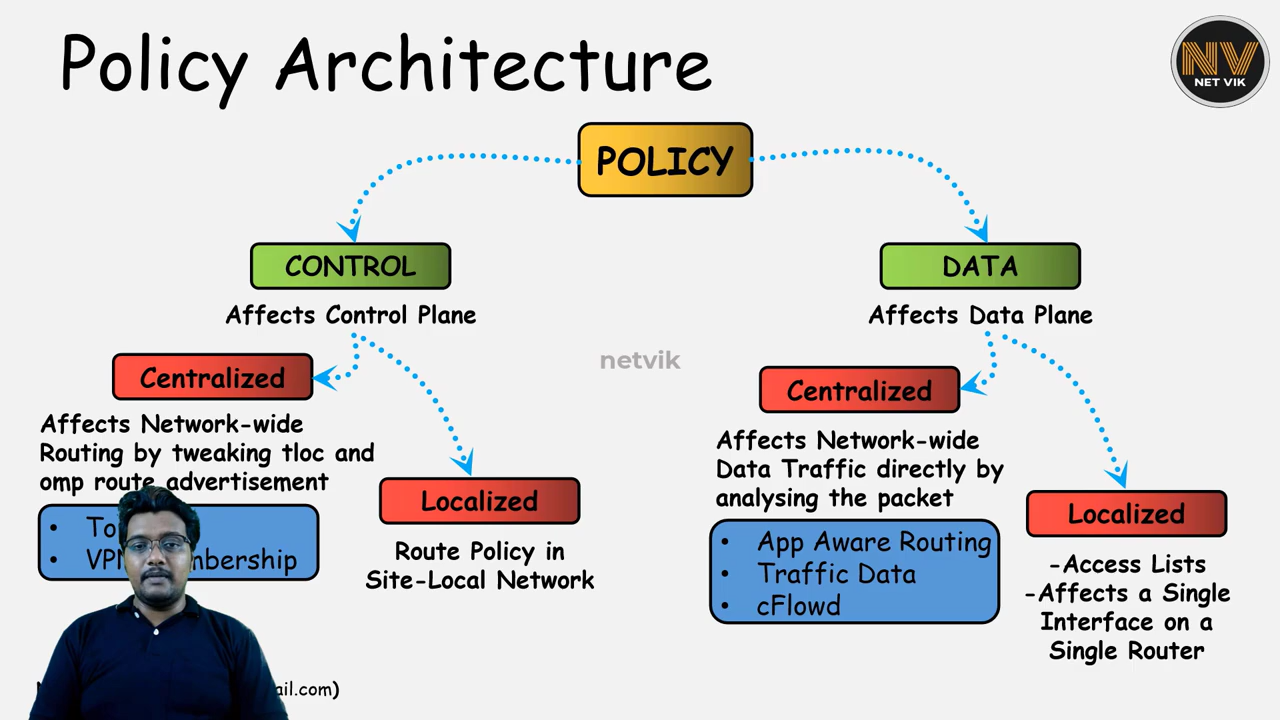 Policy Architecture
NV
NET VIK
POLICY
CONTROL
Affects Control Plane
Centralized
Affects Network-wide
Routing by tweaking tloc and
omp route advertisement
Localized
Route Policy in
Site-Local Network
DATA
Affects Data Plane
Centralized
Affects Network-wide
Data Traffic directly by
analysing the packet
• App Aware Routing
• Traffic Data
• cFlowd
Localized
-Access Lists
-Affects a Single
Interface on a
Single Router
netvik